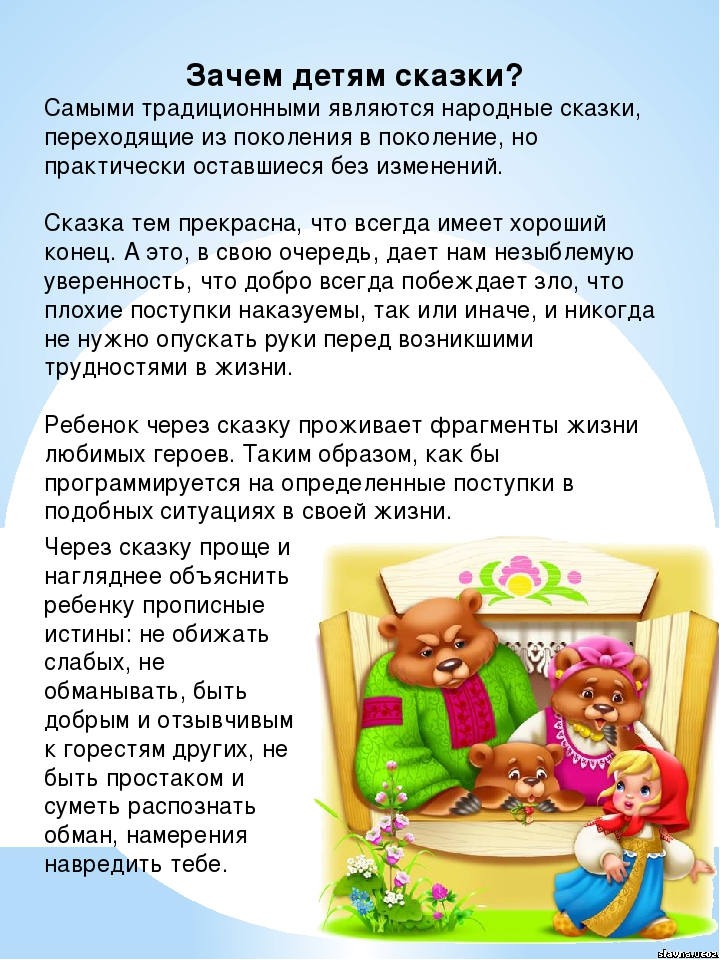 Зачем детям сказки?
Самыми традиционными являются народные сказки,
переходящие из поколения в поколение, но
практически оставшиеся без изменений.
Сказка тем прекрасна, что всегда имеет хороший
конец. А это, в свою очередь, дает нам незыблемую
уверенность, что добро всегда побеждает зло, что
плохие поступки наказуемы, так или иначе, и никогда
не нужно опускать руки перед возникшими
трудностями в жизни.
Ребенок через сказку проживает фрагменты жизни
любимых героев. Таким образом, как бы
программируется на определенные поступки в
подобных ситуациях в своей жизни.
Через сказку проще и
нагляднее объяснить
ребенку прописные
истины: не обижать
слабых, не
обманывать, быть
добрым и отзывчивым
к горестям других, не
быть простаком и
суметь распознать
обман, намерения
навредить тебе.